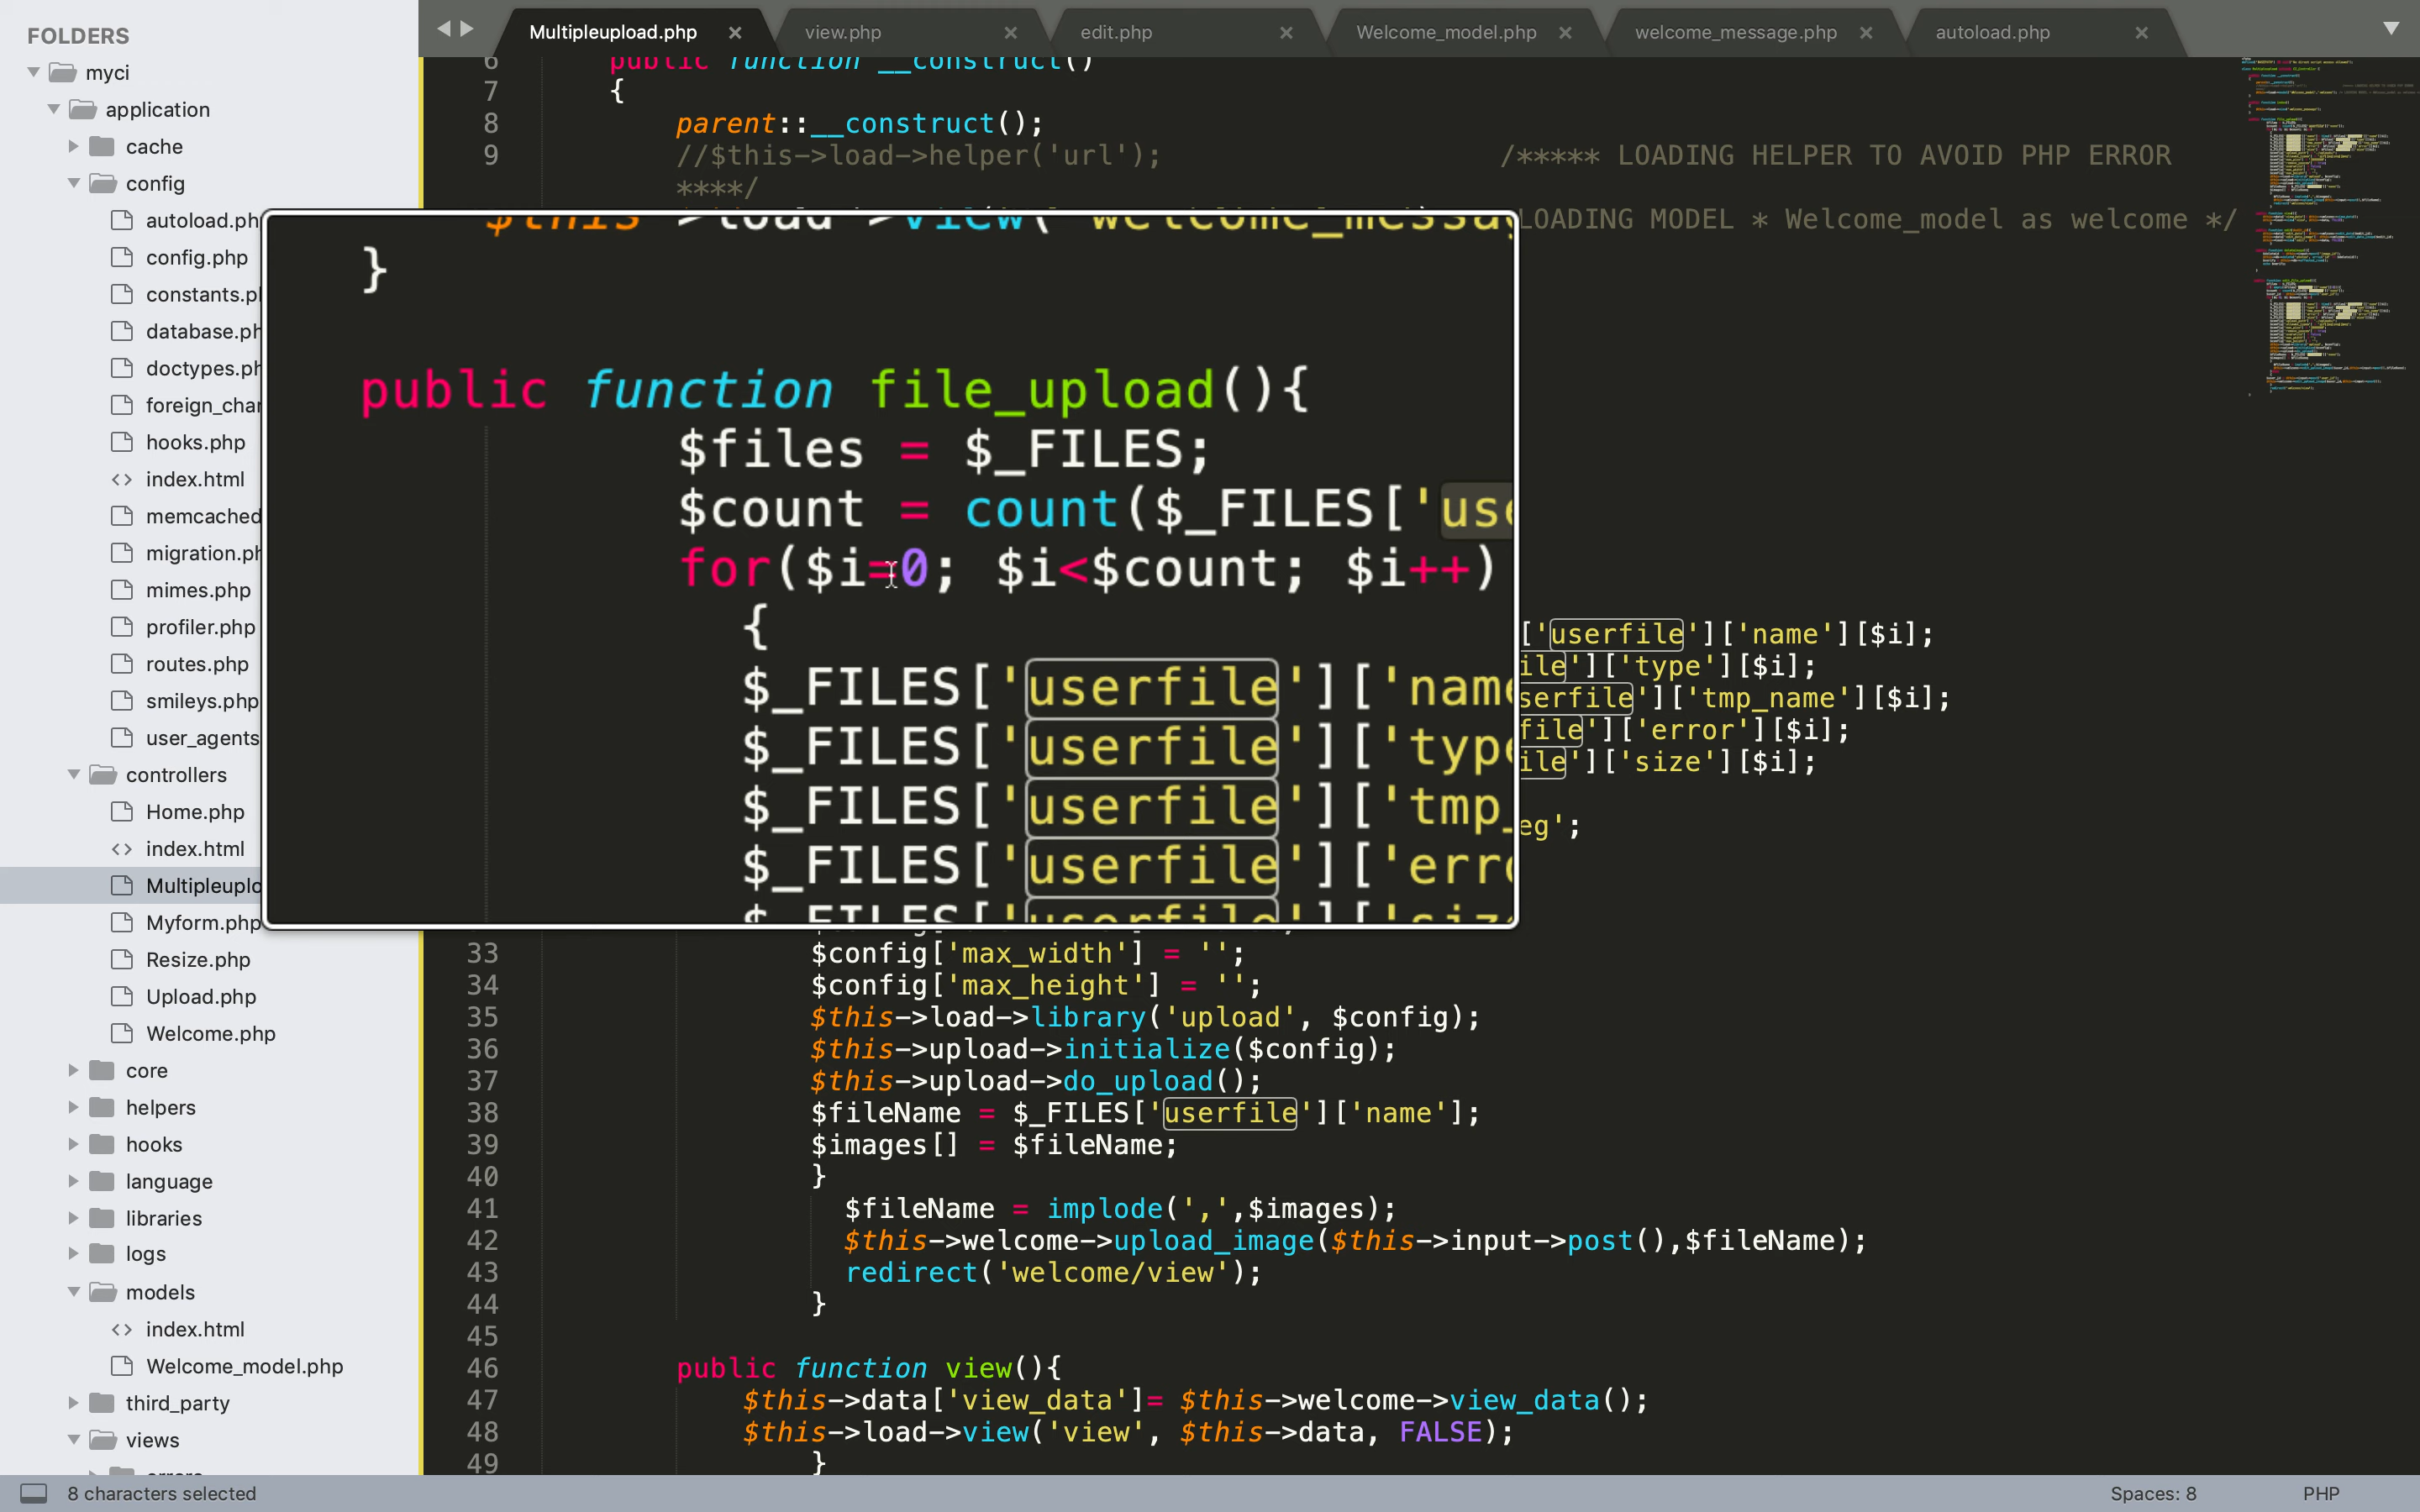 FOLDERS
myci
application
cache
config
autoload.ph
config.php
constants.p
database.ph
doctypes.ph
foreign_char
hooks.php
index.html
memcached
migration.ph
mimes.php
profiler.php
routes.php
smileys.php
user_agents
controllers
Home.php
index.html
Multipleuplo
Myform.php
Resize.php
Upload.php
Welcome.php
core
helpers
hooks
language
libraries
logs
models
index.html
Welcome_model.php
third_party
views
Multipleupload.php
view.php
edit.php
Welcome_model.php
welcome_message.php
autoload.php
6 public function __construct()
7 {
8 parent::__construct();
9 //$this->load->helper('url'); /***** LOADING HELPER TO AVOID PHP ERROR
****/
LOADING MODEL * Welcome_model as welcome */
$this->load->view('welcome_messag
}
public function file_upload(){
$files = $_FILES;
$count = count($_FILES['use
for($i=0; $i<$count; $i++)
{
$_FILES['userfile']['name
$_FILES['userfile']['type
$_FILES['userfile']['tmp_
$_FILES['userfile']['erro
$_FILES['userfile']['size
['userfile']['name'][$i];
ile']['type'][$i];
serfile']['tmp_name'][$i];
file']['error'][$i];
ile']['size'][$i];
eg';
33 $config['max_width'] = '';
34 $config['max_height'] = '';
35 $this->load->library('upload', $config);
36 $this->upload->initialize($config);
37 $this->upload->do_upload();
38 $fileName = $_FILES['userfile']['name'];
39 $images[] = $fileName;
40 }
41 $fileName = implode(',',$images);
42 $this->welcome->upload_image($this->input->post(),$fileName);
43 redirect('welcome/view');
44 }
45
46 public function view(){
47 $this->data['view_data']= $this->welcome->view_data();
48 $this->load->view('view', $this->data, FALSE);
49 }
8 characters selected
Spaces: 8
PHP